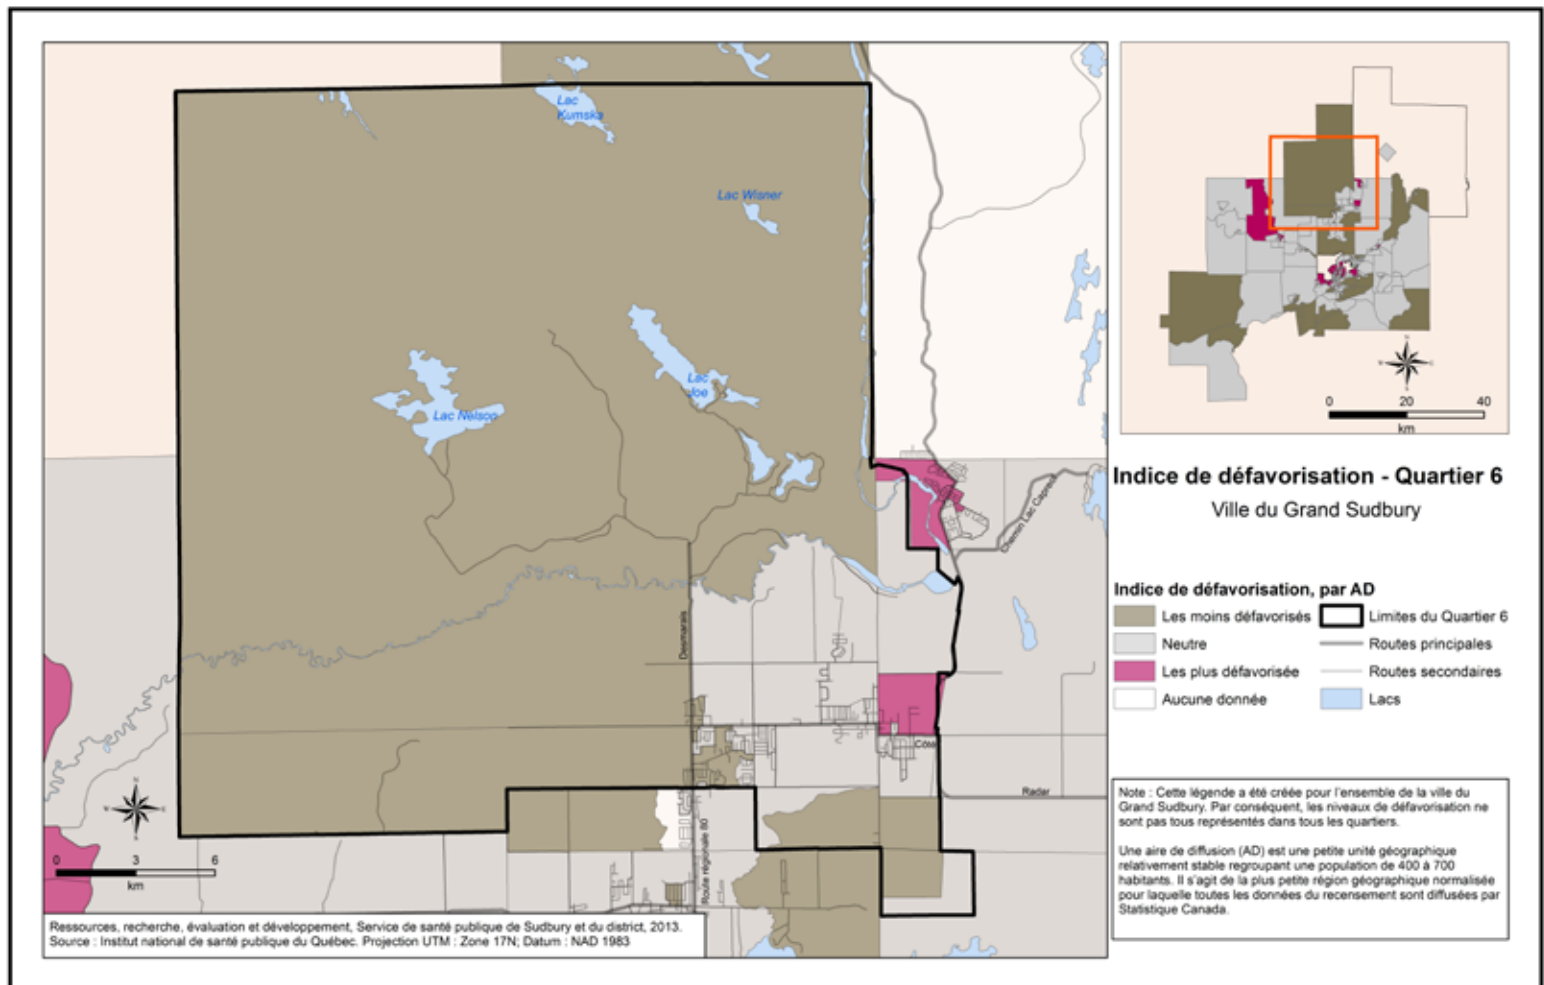 Lac
Kumska
Lac Wisner
Lac
Joe
Lac Nelson
Chemin Lac Capreol
Desmarais
Côté
Radar
Route régionale 80
N
W
E
S
0 3 6
km
Ressources, recherche, évaluation et développement, Service de santé publique de Sudbury et du district, 2013.
Source : Institut national de santé publique du Québec. Projection UTM : Zone 17N; Datum : NAD 1983
N
W
E
S
0 20 40
km
Indice de défavorisation - Quartier 6
Ville du Grand Sudbury
Indice de défavorisation, par AD
Les moins défavorisés
Neutre
Les plus défavorisée
Aucune donnée
Limites du Quartier 6
Routes principales
Routes secondaires
Lacs
Note : Cette légende a été créée pour l'ensemble de la ville du
Grand Sudbury. Par conséquent, les niveaux de défavorisation ne
sont pas tous représentés dans tous les quartiers.
Une aire de diffusion (AD) est une petite unité géographique
relativement stable regroupant une population de 400 à 700
habitants. Il s'agit de la plus petite région géographique normalisée
pour laquelle toutes les données du recensement sont diffusées par
Statistique Canada.